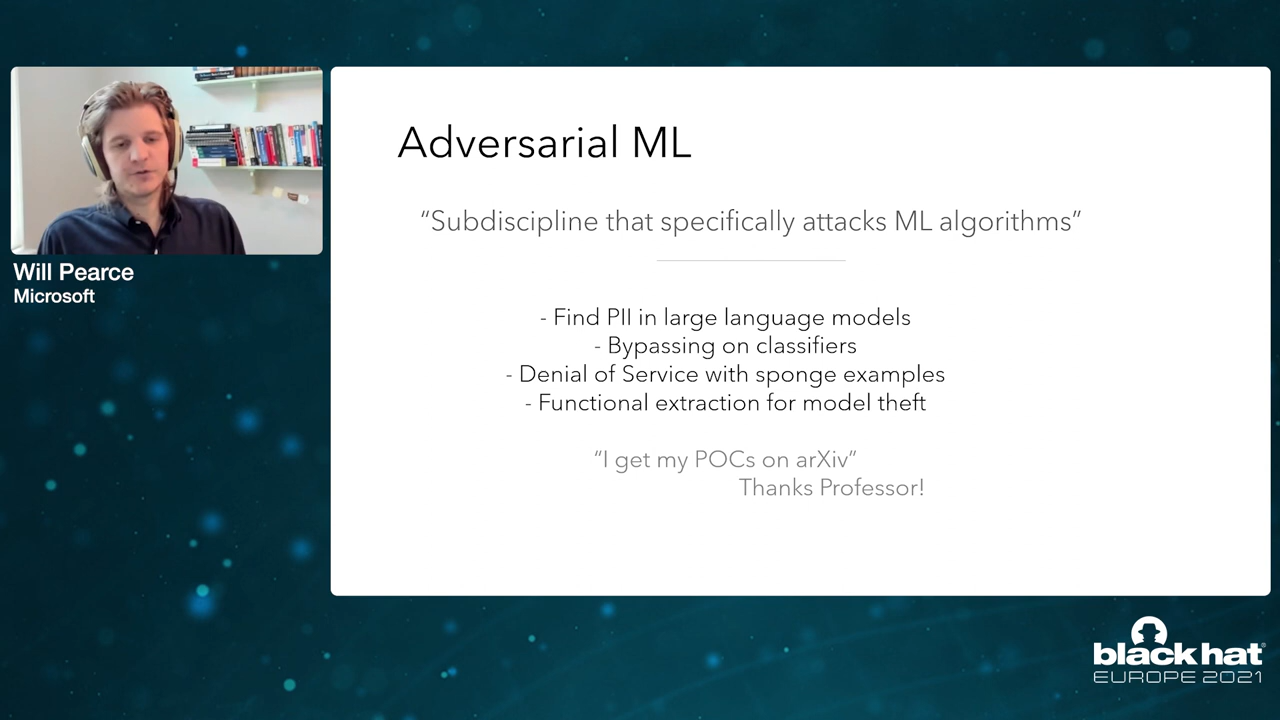 Adversarial ML
“Subdiscipline that specifically attacks ML algorithms”
- Find PII in large language models
- Bypassing on classifiers
- Denial of Service with sponge examples
- Functional extraction for model theft
“I get my POCs on arXiv”
Thanks Professor!
Will Pearce
Microsoft
black hat
EUROPE 2021